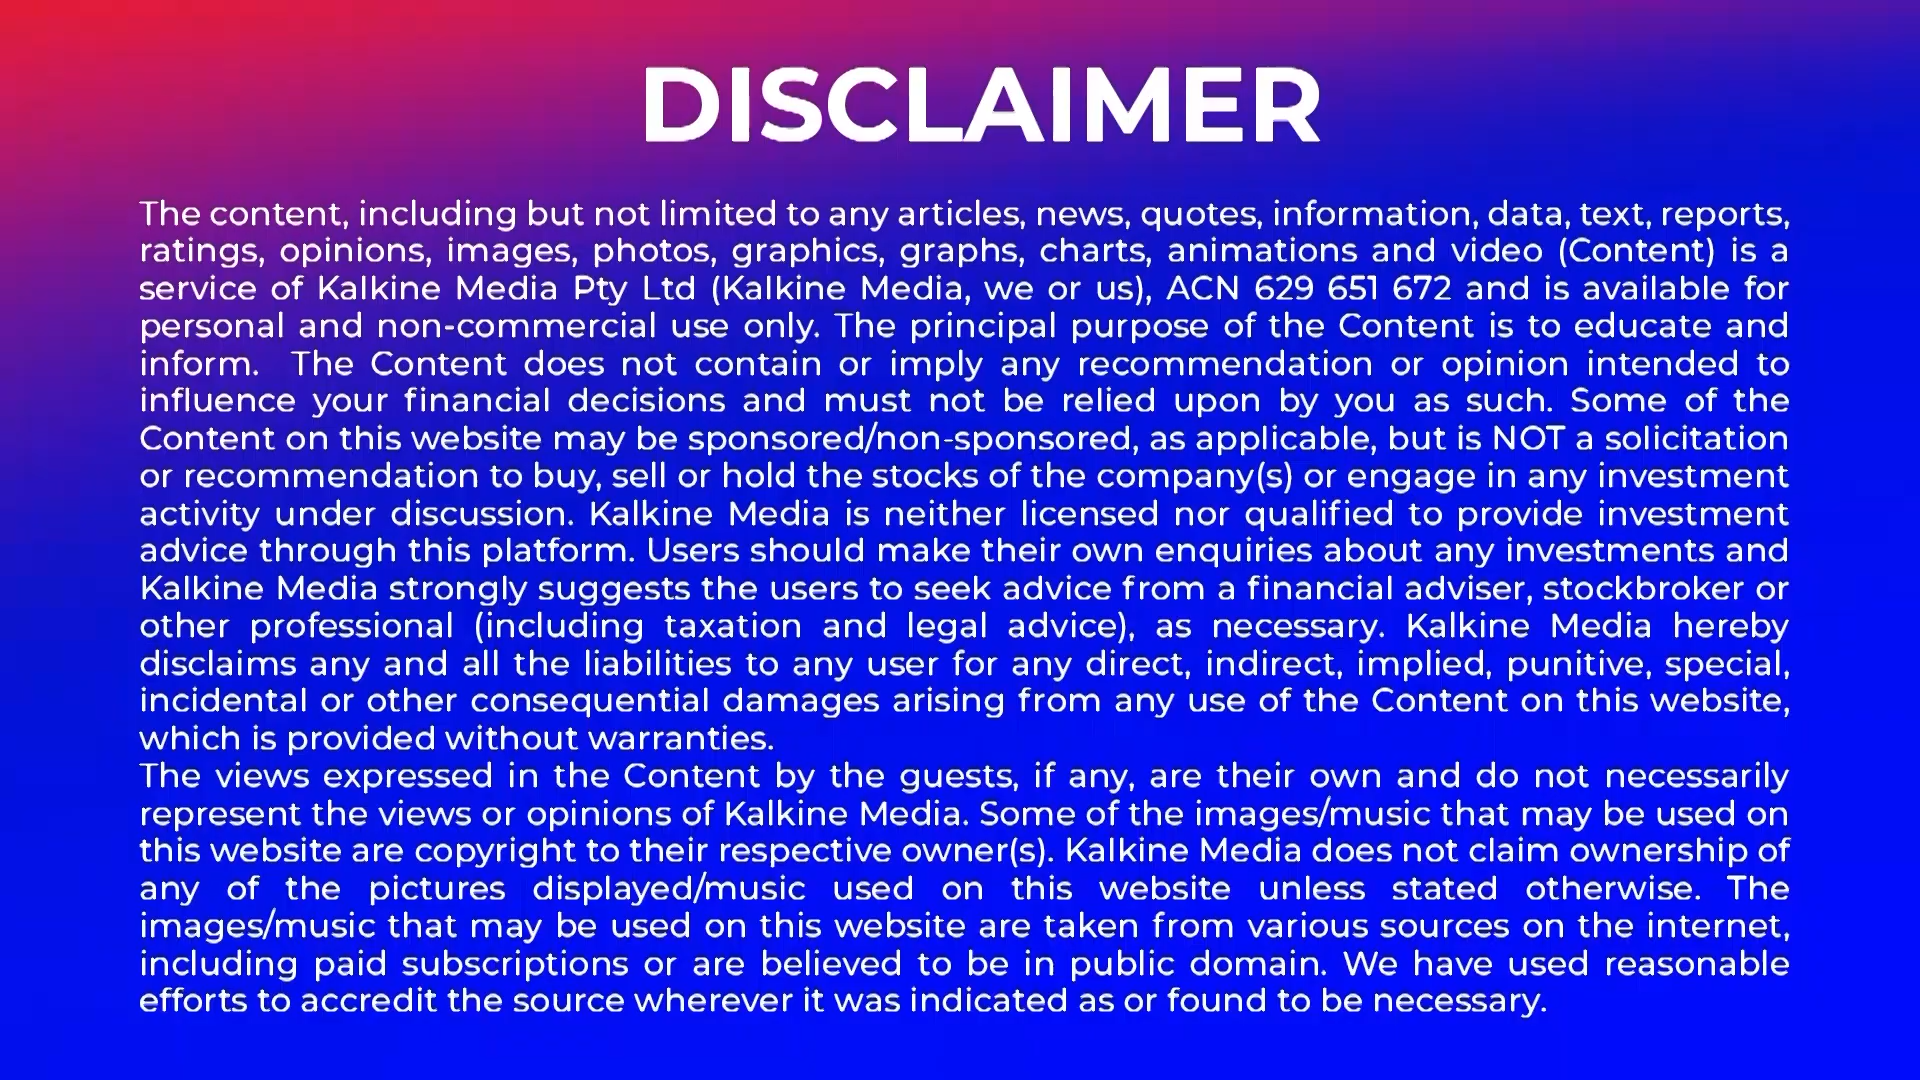 DISCLAIMER
The content, including but not limited to any articles, news, quotes, information, data, text, reports,
ratings, opinions, images, photos, graphics, graphs, charts, animations and video (Content) is a
service of Kalkine Media Pty Ltd (Kalkine Media, we or us), ACN 629 651 672 and is available for
personal and non-commercial use only. The principal purpose of the Content is to educate and
inform.  The Content does not contain or imply any recommendation or opinion intended to
influence your financial decisions and must not be relied upon by you as such. Some of the
Content on this website may be sponsored/non-sponsored, as applicable, but is NOT a solicitation
or recommendation to buy, sell or hold the stocks of the company(s) or engage in any investment
activity under discussion. Kalkine Media is neither licensed nor qualified to provide investment
advice through this platform. Users should make their own enquiries about any investments and
Kalkine Media strongly suggests the users to seek advice from a financial adviser, stockbroker or
other professional (including taxation and legal advice), as necessary. Kalkine Media hereby
disclaims any and all the liabilities to any user for any direct, indirect, implied, punitive, special,
incidental or other consequential damages arising from any use of the Content on this website,
which is provided without warranties.
The views expressed in the Content by the guests, if any, are their own and do not necessarily
represent the views or opinions of Kalkine Media. Some of the images/music that may be used on
this website are copyright to their respective owner(s). Kalkine Media does not claim ownership of
any of the pictures displayed/music used on this website unless stated otherwise. The
images/music that may be used on this website are taken from various sources on the internet,
including paid subscriptions or are believed to be in public domain. We have used reasonable
efforts to accredit the source wherever it was indicated as or found to be necessary.